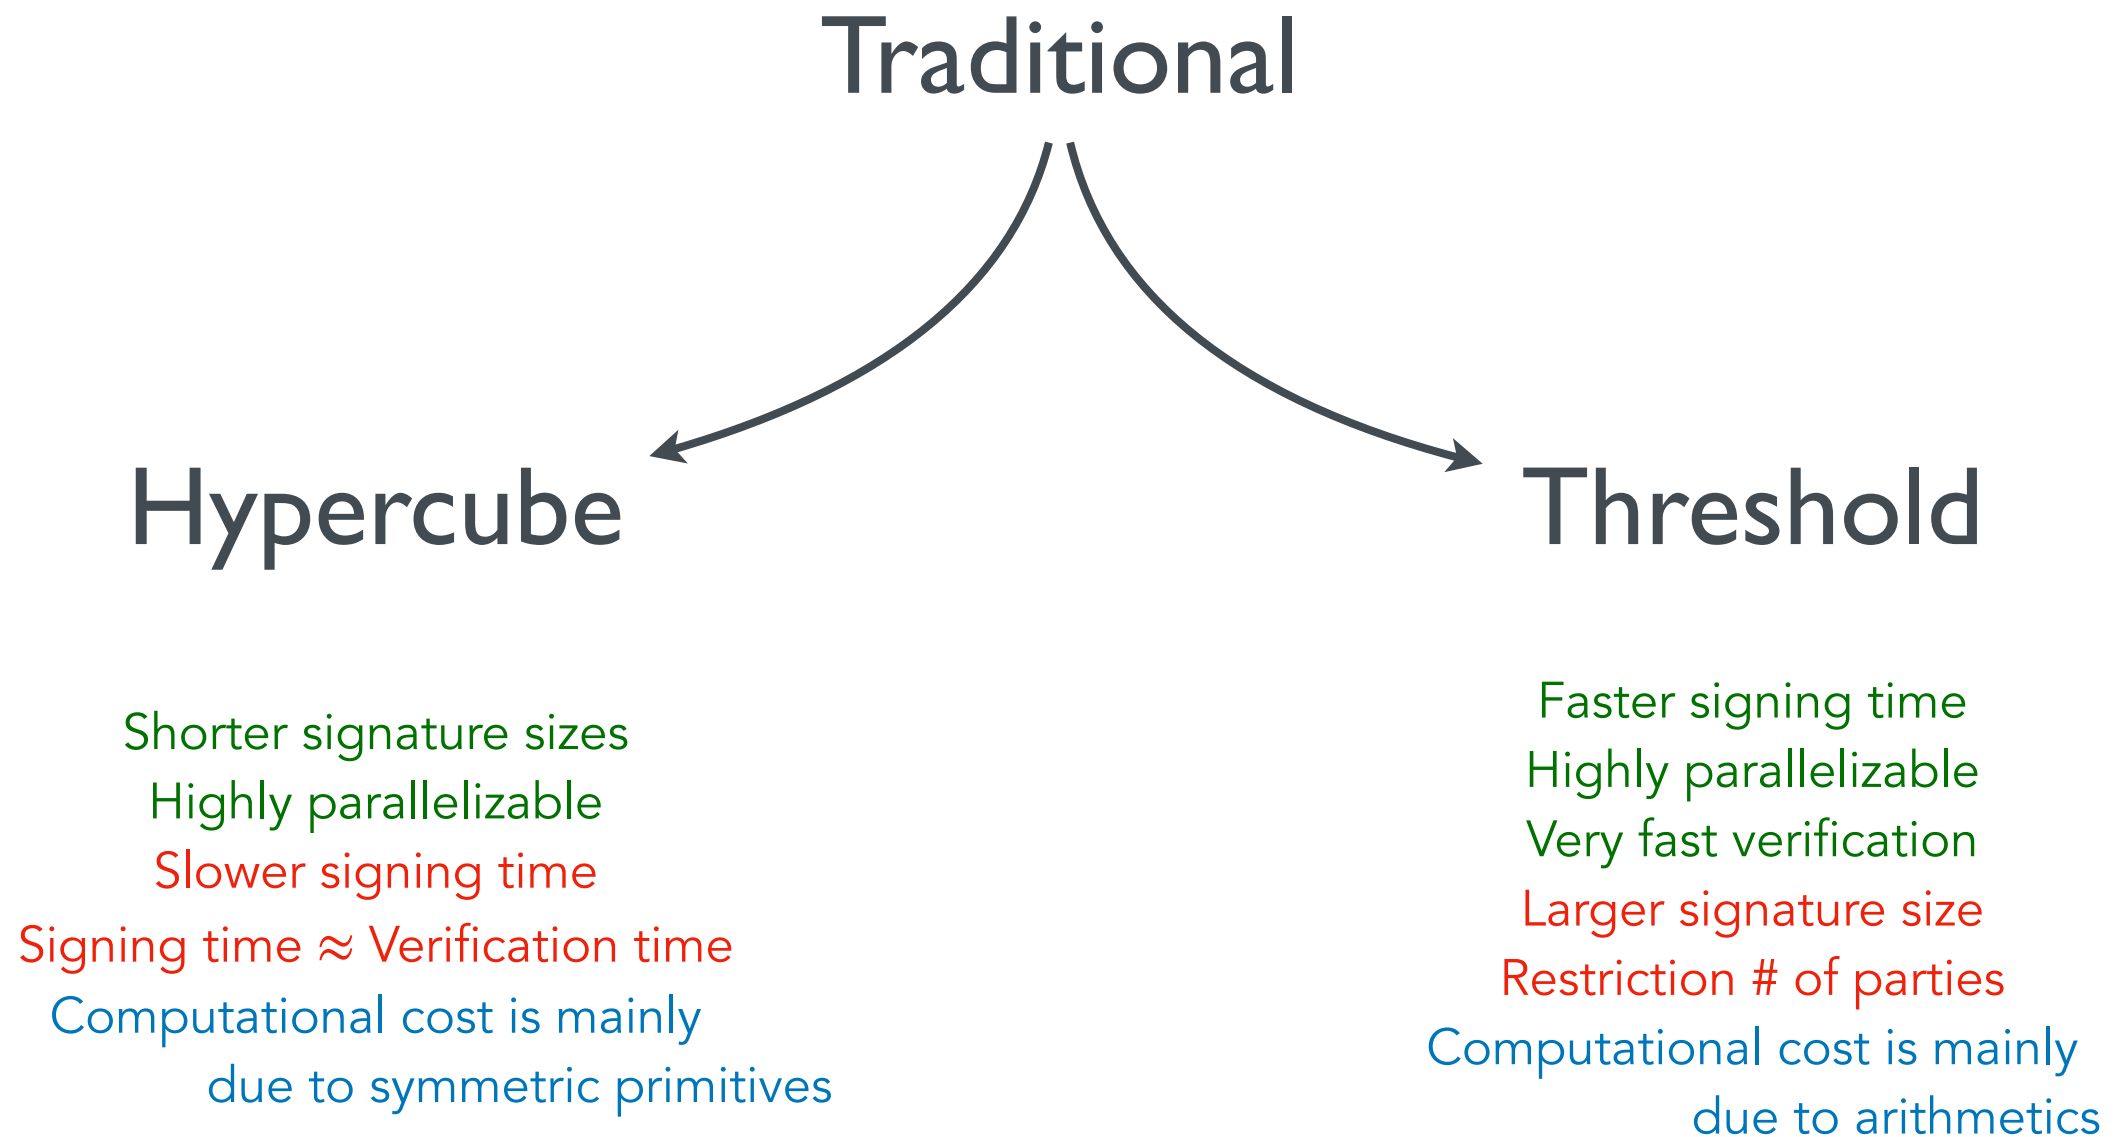 Traditional
Hypercube
Threshold
Shorter signature sizes
Highly parallelizable
Slower signing time
Signing time ≈ Verification time
Computational cost is mainly
due to symmetric primitives
Faster signing time
Highly parallelizable
Very fast verification
Larger signature size
Restriction # of parties
Computational cost is mainly
due to arithmetics